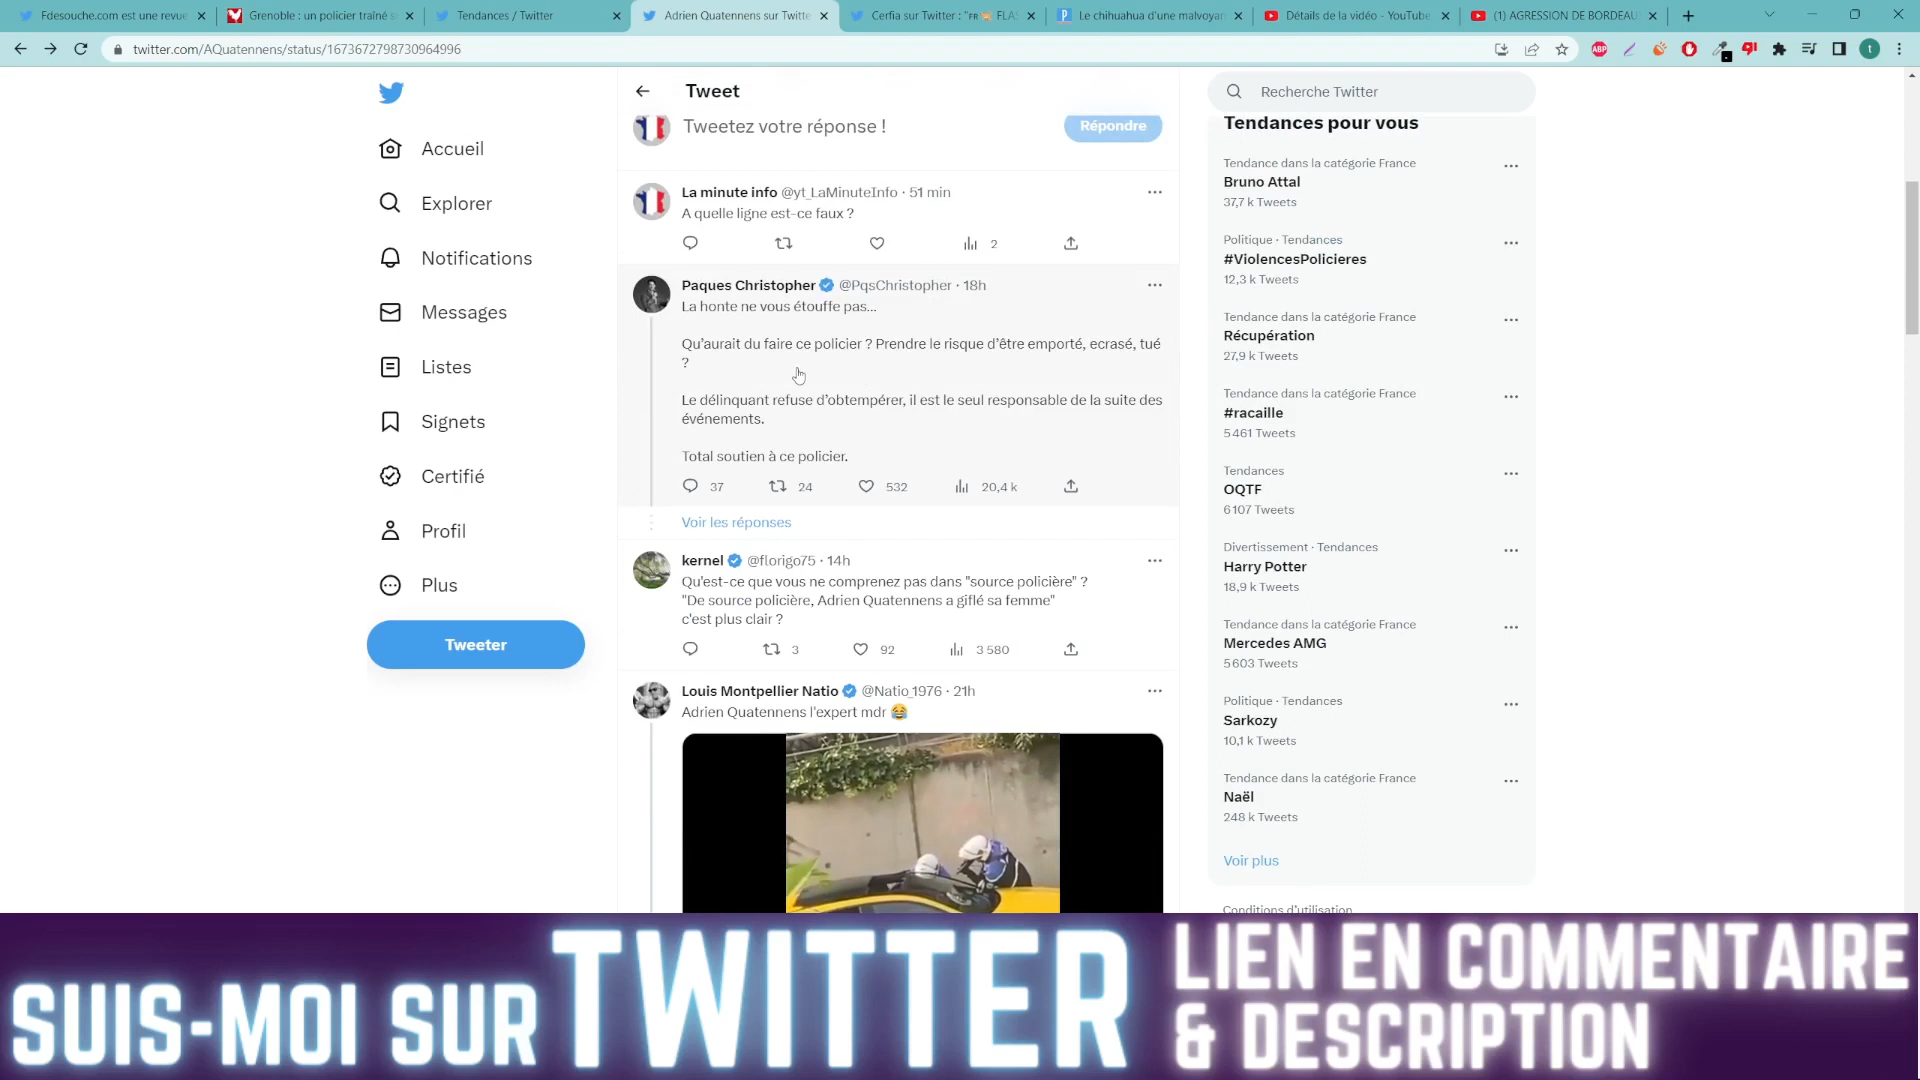 Fdesouche.com est une revue
Grenoble : un policier traîné s
Tendances / Twitter
Adrien Quatennens sur Twitte
Cerfia sur Twitter : "FR FLAS
Le chihuahua d'une malvoyan
Détails de la vidéo - YouTube
(1) AGRESSION DE BORDEAU
twitter.com/AQuatennens/status/1673672798730964996
ABP
t
Accueil
Explorer
Notifications
Messages
Listes
Signets
Certifié
Profil
Plus
Tweeter
Tweet
Tweetez votre réponse !
Répondre
La minute info @yt_LaMinuteInfo · 51 min
A quelle ligne est-ce faux ?
2
Paques Christopher @PqsChristopher · 18h
La honte ne vous étouffe pas…
Qu’aurait du faire ce policier ? Prendre le risque d’être emporté, ecrasé, tué
?
Le délinquant refuse d’obtempérer, il est le seul responsable de la suite des
événements.
Total soutien à ce policier.
37 24 532 20,4 k
Voir les réponses
kernel @florigo75 · 14h
Qu'est-ce que vous ne comprenez pas dans "source policière" ?
"De source policière, Adrien Quatennens a giflé sa femme"
c'est plus clair ?
3 92 3 580
Louis Montpellier Natio @Natio_1976 · 21h
Adrien Quatennens l'expert mdr 😂
Recherche Twitter
Tendances pour vous
Tendance dans la catégorie France
Bruno Attal
37,7 k Tweets
Politique · Tendances
#ViolencesPolicieres
12,3 k Tweets
Tendance dans la catégorie France
Récupération
27,9 k Tweets
Tendance dans la catégorie France
#racaille
5 461 Tweets
Tendances
OQTF
6 107 Tweets
Divertissement · Tendances
Harry Potter
18,9 k Tweets
Tendance dans la catégorie France
Mercedes AMG
5 603 Tweets
Politique · Tendances
Sarkozy
10,1 k Tweets
Tendance dans la catégorie France
Naël
248 k Tweets
Voir plus
Conditions d’utilisation
SUIS-MOI SUR TWITTER
LIEN EN COMMENTAIRE
& DESCRIPTION